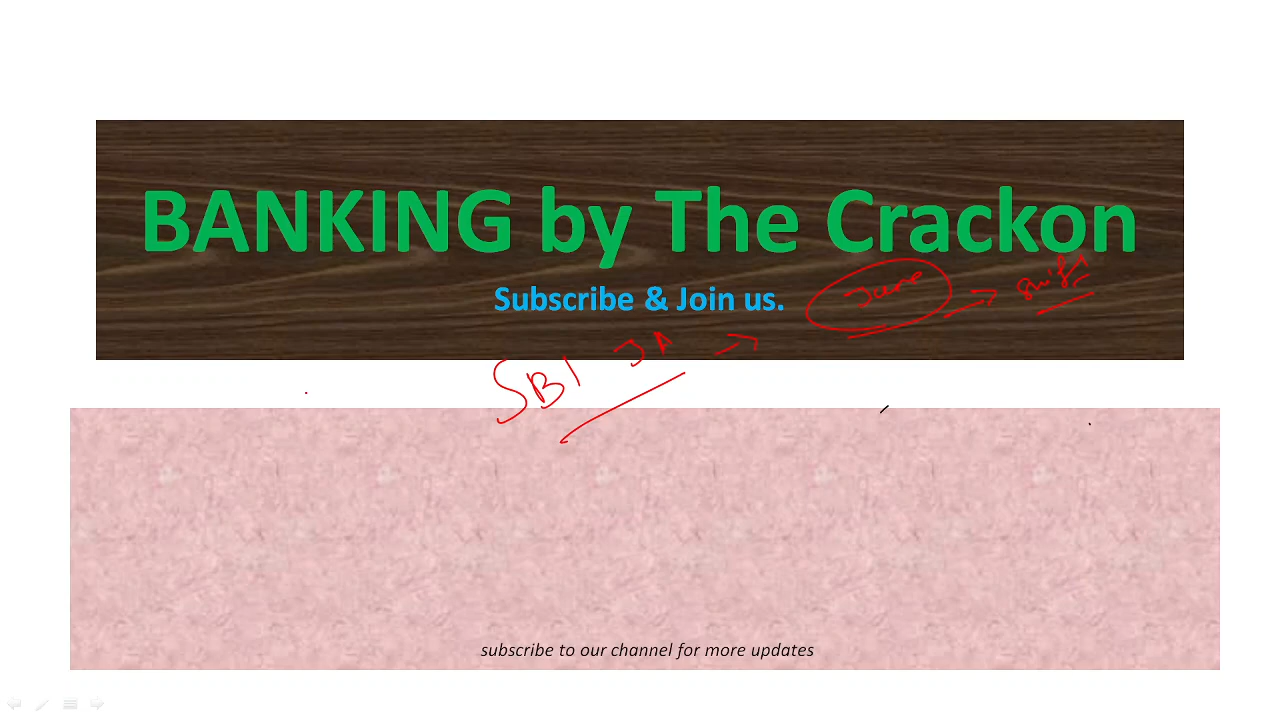 BANKING by The Crackon
Subscribe & Join us.
June → shift
SBI JA →
subscribe to our channel for more updates